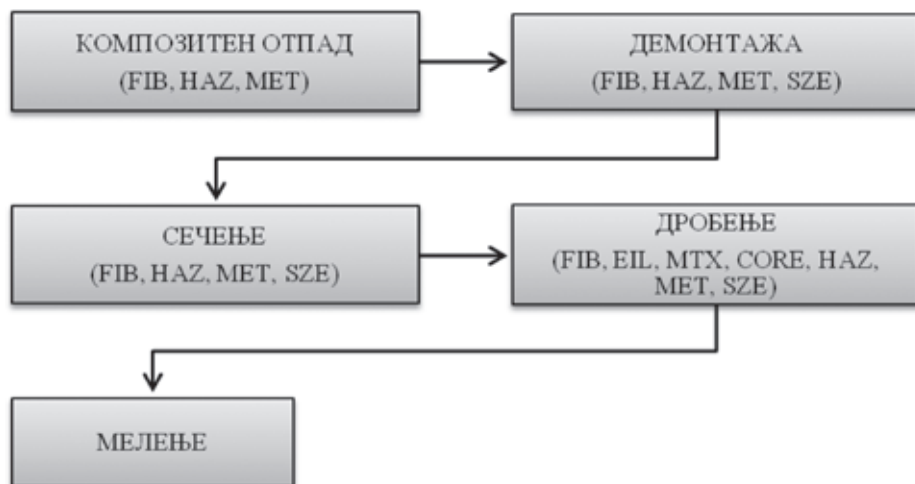 КОМПОЗИТЕН ОТПАД
(FIB, HAZ, MET)
ДЕМОНТАЖА
(FIB, HAZ, MET, SZE)
СЕЧЕЊЕ
(FIB, HAZ, MET, SZE)
ДРОБЕЊЕ
(FIB, EIL, MTX, CORE, HAZ,
MET, SZE)
МЕЛЕЊЕ